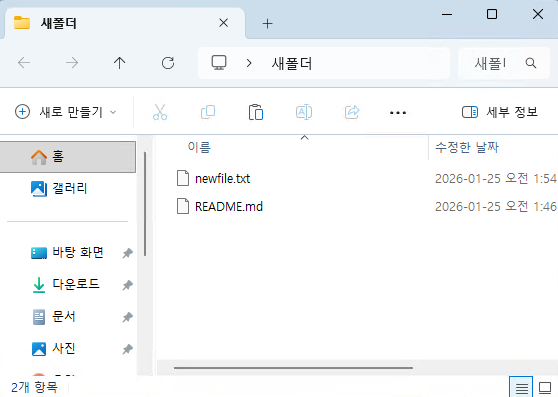 새폴더
새폴더
새폴
새로 만들기
세부 정보
이름
수정한 날짜
홈
갤러리
newfile.txt
2026-01-25 오전 1:54
README.md
2026-01-25 오전 1:46
바탕 화면
다운로드
문서
사진
2개 항목